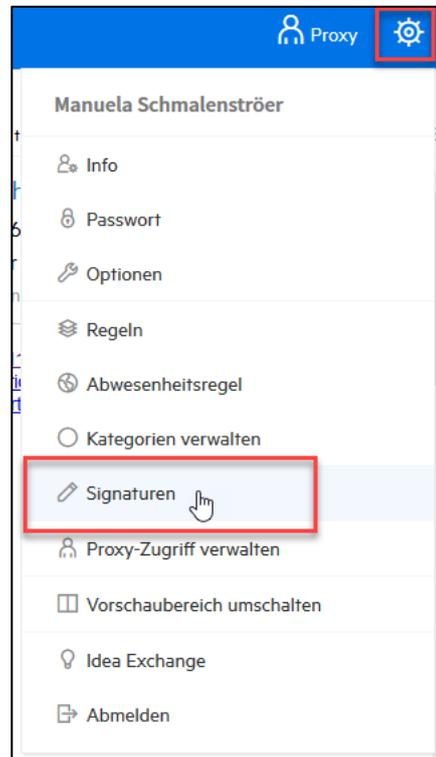 Proxy
Manuela Schmalenströer
Info
Passwort
Optionen
Regeln
Abwesenheitsregel
Kategorien verwalten
Signaturen
Proxy-Zugriff verwalten
Vorschaubereich umschalten
Idea Exchange
Abmelden